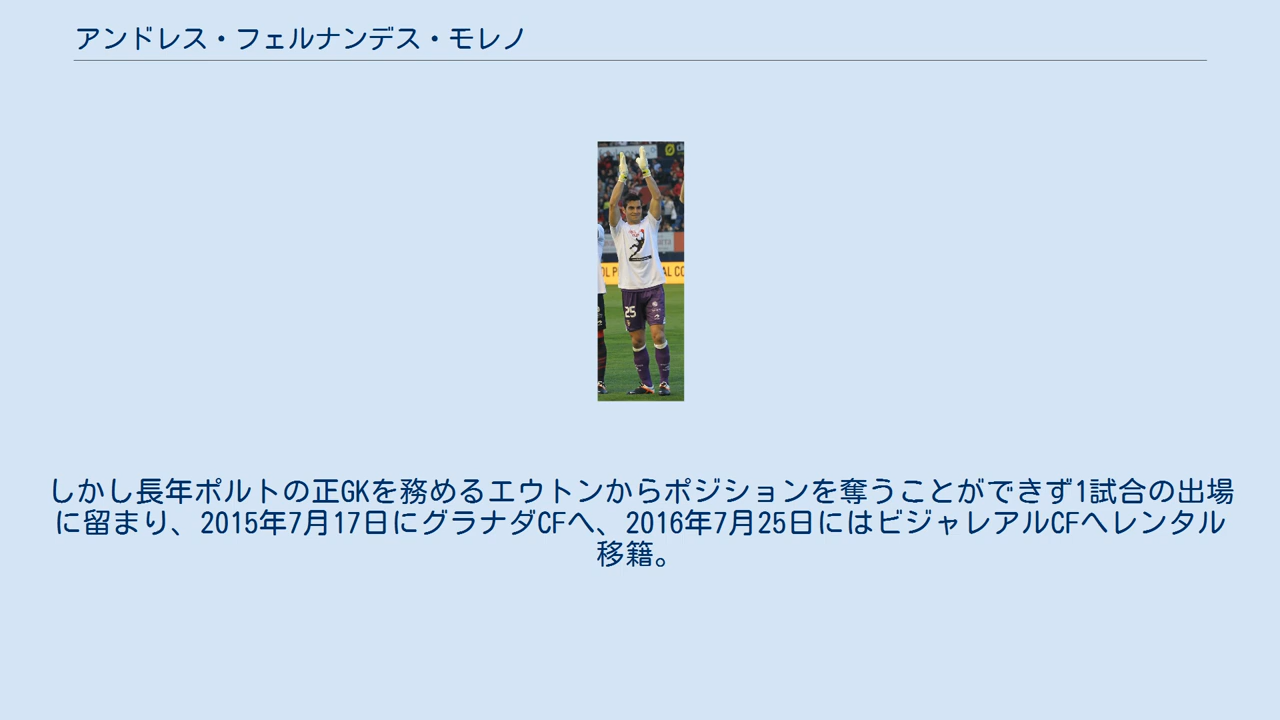 アンドレス・フェルナンデス・モレノ
25
AL CO
しかし長年ポルトの正GKを務めるエウトンからポジションを奪うことができず1試合の出場
に留まり、2015年7月17日にグラナダCFへ、2016年7月25日にはビジャレアルCFへレンタル
移籍。